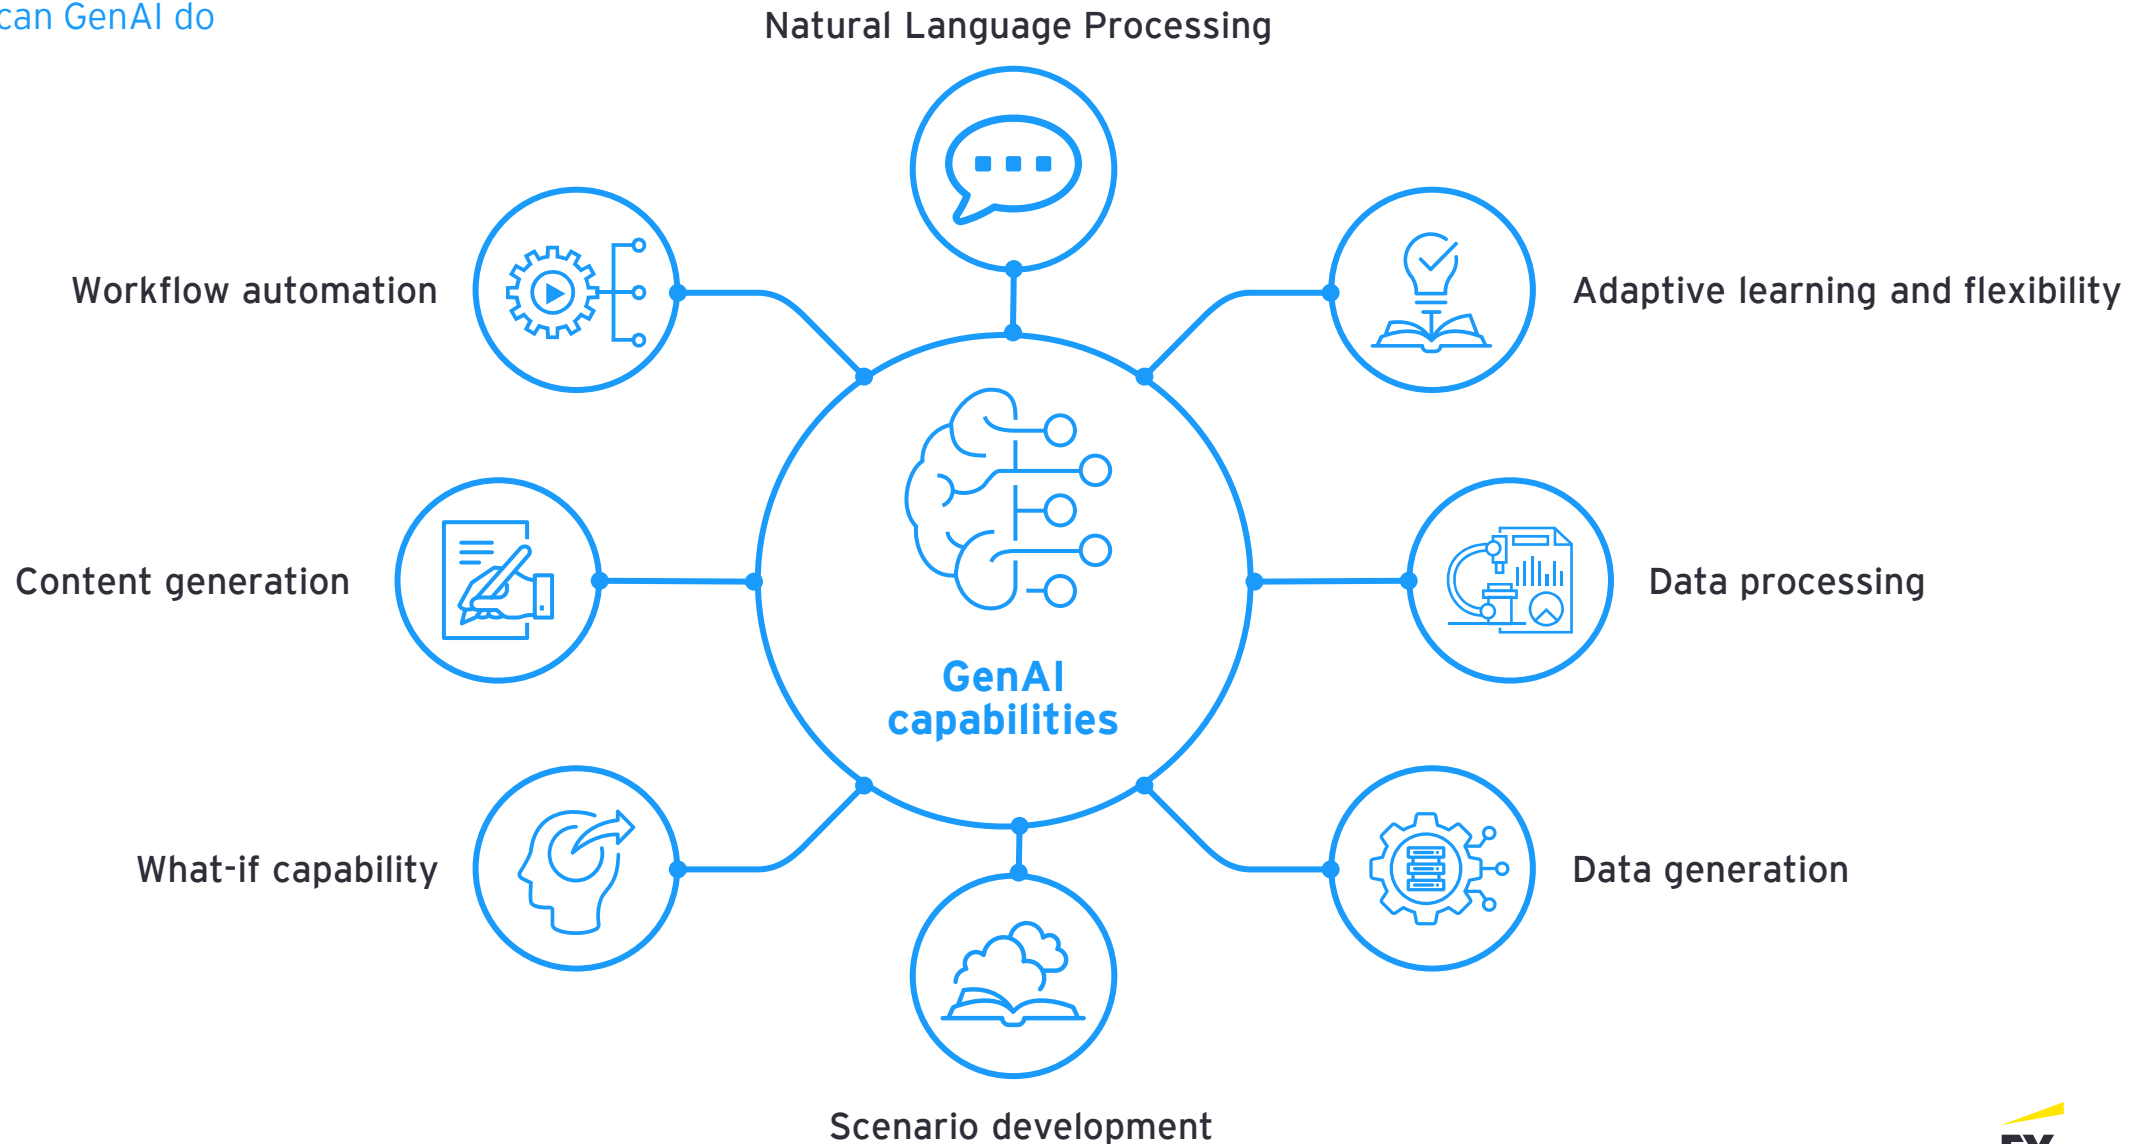 can GenAI do
Natural Language Processing
Workflow automation
Adaptive learning and flexibility
Content generation
Data processing
GenAI
capabilities
What-if capability
Data generation
Scenario development
EY